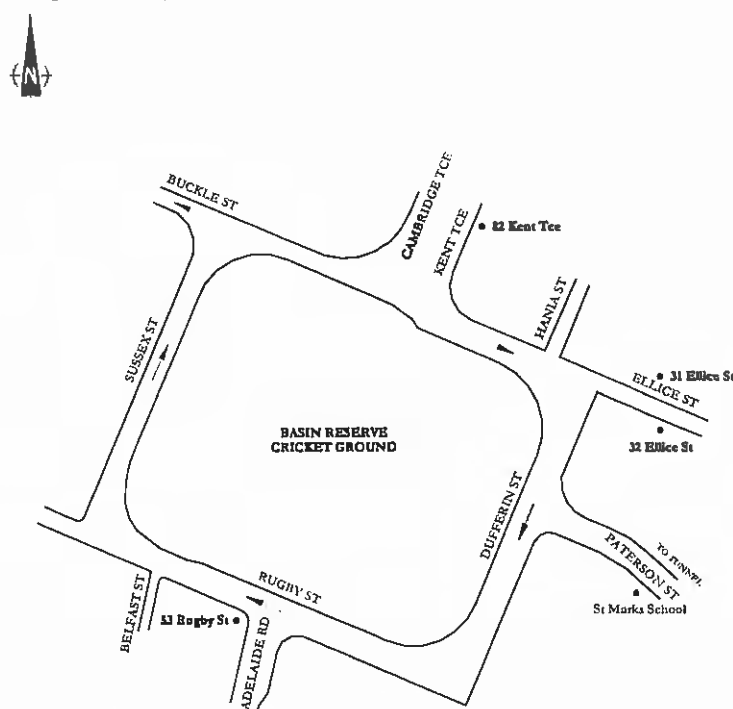 N
BUCKLE ST
CAMBRIDGE TCE
KENT TCE
82 Kent Tce
HANIA ST
SUSSEX ST
31 Ellice St
ELLICE ST
32 Ellice St
BASIN RESERVE
CRICKET GROUND
DUFFERIN ST
TO TUNNEL
PATERSON ST
St Marks School
RUGBY ST
BELFAST ST
53 Rugby St
ADELAIDE RD